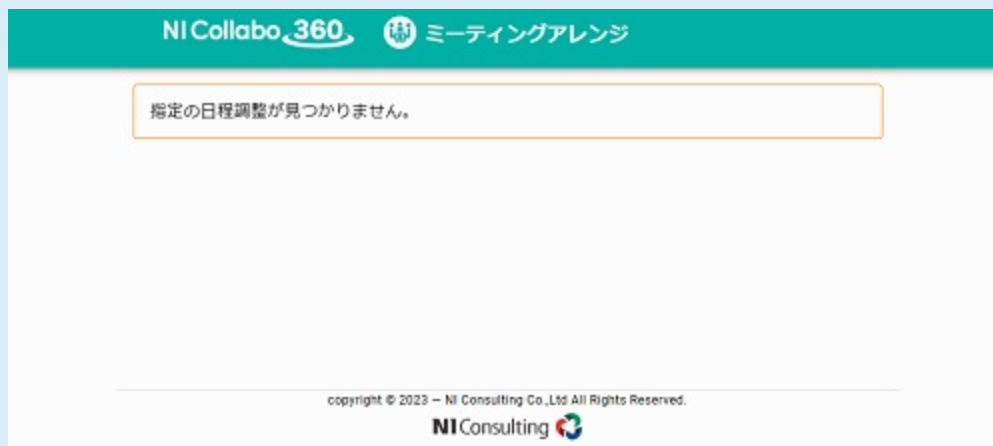 NI Collabo 360 ミーティングアレンジ
指定の日程調整が見つかりません。
copyright © 2023 — NI Consulting Co.,Ltd All Rights Reserved.
NI Consulting